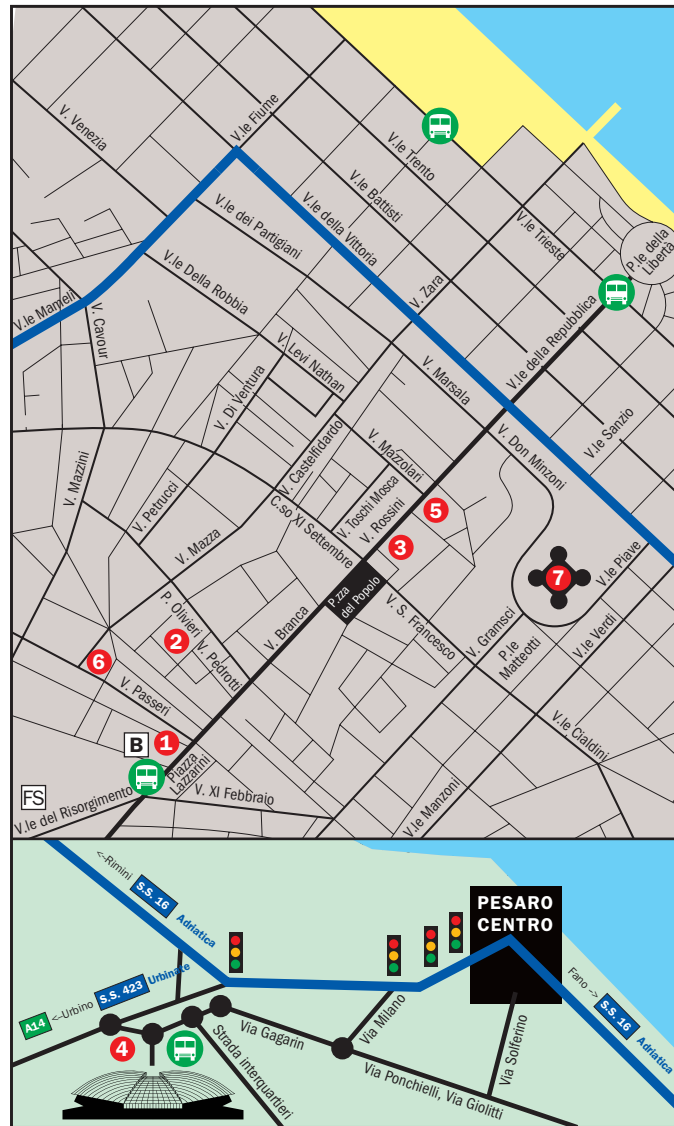 V. Venezia
V.le Fiume
V.le Trento
V.le Battisti
V.le dei Partigiani
V.le della Vittoria
V.le Trieste
P.le della
Libertà
V.le Della Robbia
V. Zara
V.le Mameli
V. Cavour
V.le della Repubblica
V. Levi Nathan
V. Marsala
V. Di Ventura
V.le Sanzio
V. Castelfidardo
V. Mazzolari
V. Don Minzoni
V. Mazzini
V. Petrucci
V. Toschi Mosca
V. Rossini
5
C.so XI Settembre
V. Mazza
3
7
V.le Piave
P.zza
del Popolo
P. Olivieri
V. S. Francesco
V. Gramsci
V.le Verdi
P.le
Matteotti
2
V. Branca
V. Pedrotti
6
V. Passeri
V.le Cialdini
B
1
Piazza
Lazzarini
FS
V.le del Risorgimento
V. XI Febbraio
V.le Manzoni
<--Rimini
S.S. 16
Adriatica
PESARO
CENTRO
A14
<--Urbino
S.S. 423
Urbinate
Fano -->
S.S. 16
Adriatica
4
Via Gagarin
Via Milano
Strada interquartieri
Via Solferino
Via Ponchielli, Via Giolitti